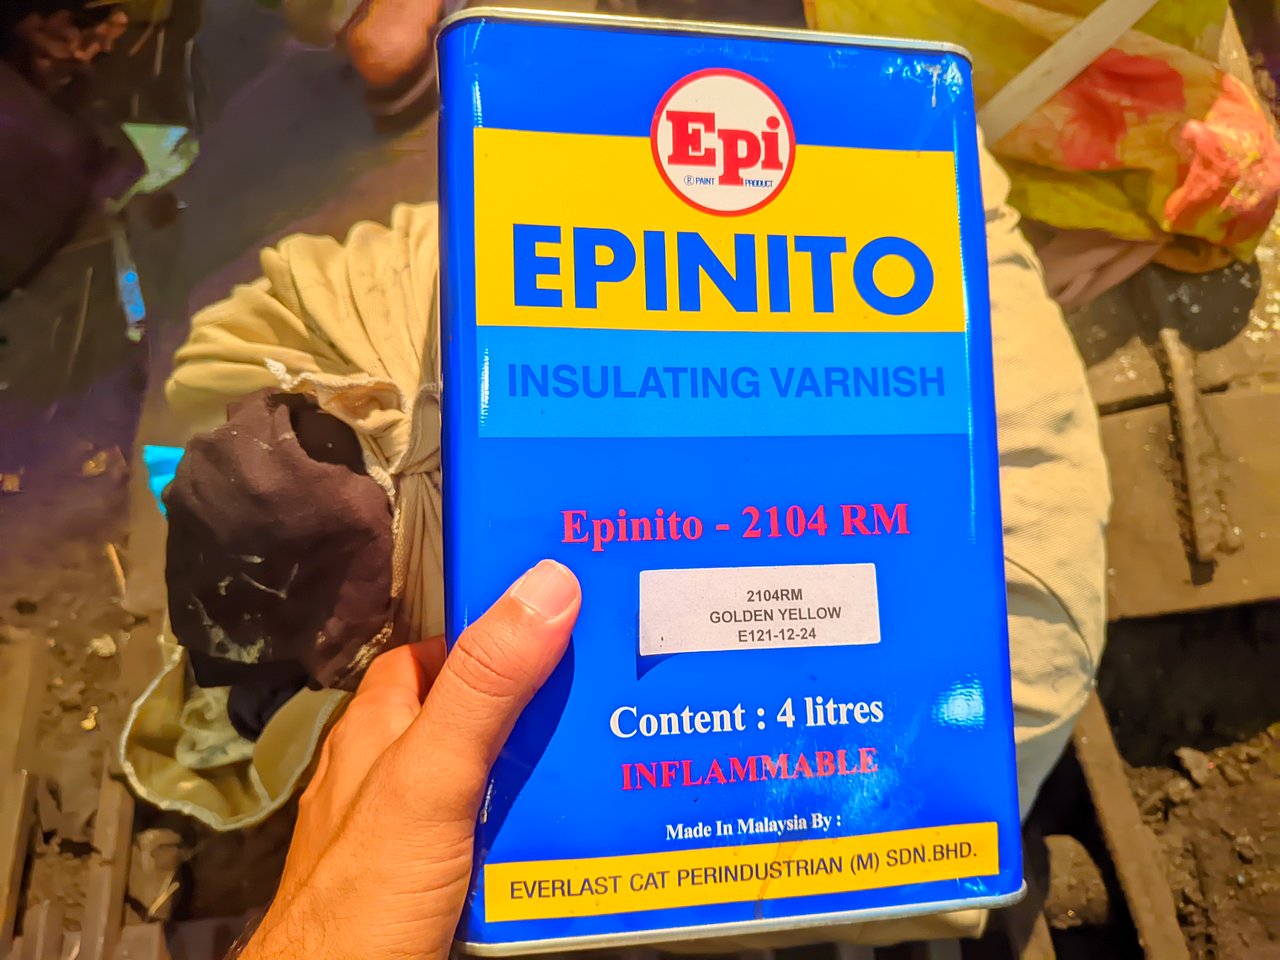 Epi
® PAINT PRODUCT
EPINITO
INSULATING VARNISH
Epinito - 2104 RM
2104RM
GOLDEN YELLOW
E121-12-24
Content : 4 litres
INFLAMMABLE
Made In Malaysia By :
EVERLAST CAT PERINDUSTRIAN (M) SDN.BHD.